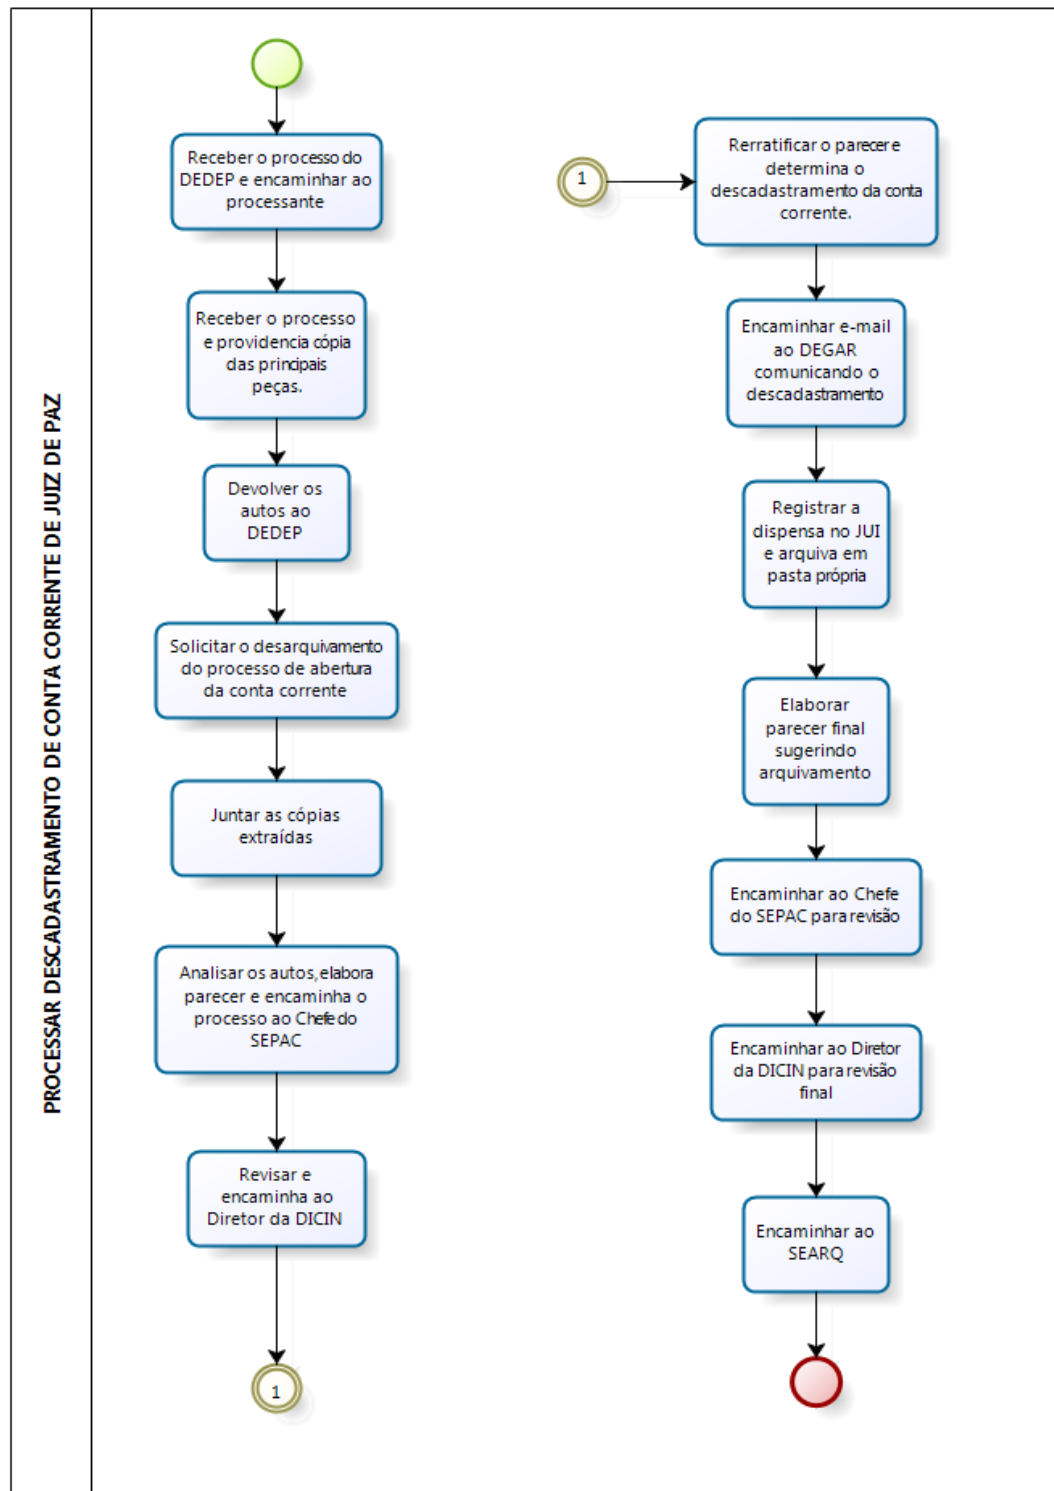 PROCESSAR DESCADASTRAMENTO DE CONTA CORRENTE DE JUIZ DE PAZ
Receber o processo do
DEDEP e encaminhar ao
processante
Receber o processo
e providencia cópia
das principais
peças.
Devolver os
autos ao
DEDEP
Solicitar o desarquivamento
do processo de abertura
da conta corrente
Juntar as cópias
extraídas
Analisar os autos, elabora
parecer e encaminha o
processo ao Chefe do
SEPAC
Revisar e
encaminha ao
Diretor da DICIN
1
1
Rerratificar o parecer e
determina o
descadastramento da conta
corrente.
Encaminhar e-mail
ao DEGAR
comunicando o
descadastramento
Registrar a
dispensa no JUI
e arquiva em
pasta própria
Elaborar
parecer final
sugerindo
arquivamento
Encaminhar ao Chefe
do SEPAC para revisão
Encaminhar ao Diretor
da DICIN para revisão
final
Encaminhar ao
SEARQ